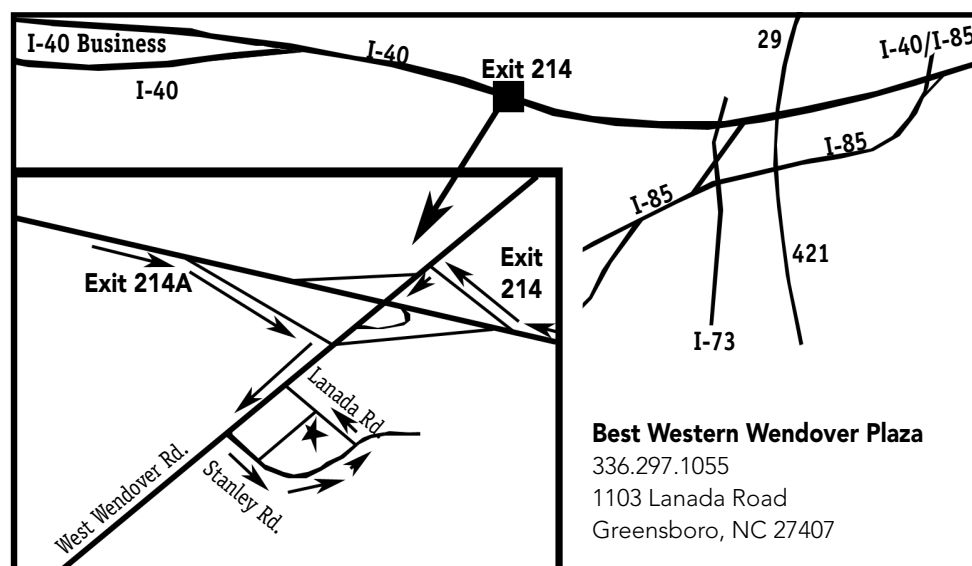 I-40 Business
I-40
I-40
Exit 214
29
I-40/I-85
I-85
I-85
421
I-73
Exit 214A
Exit
214
Lanada Rd.
Stanley Rd.
West Wendover Rd.
Best Western Wendover Plaza
336.297.1055
1103 Lanada Road
Greensboro, NC 27407